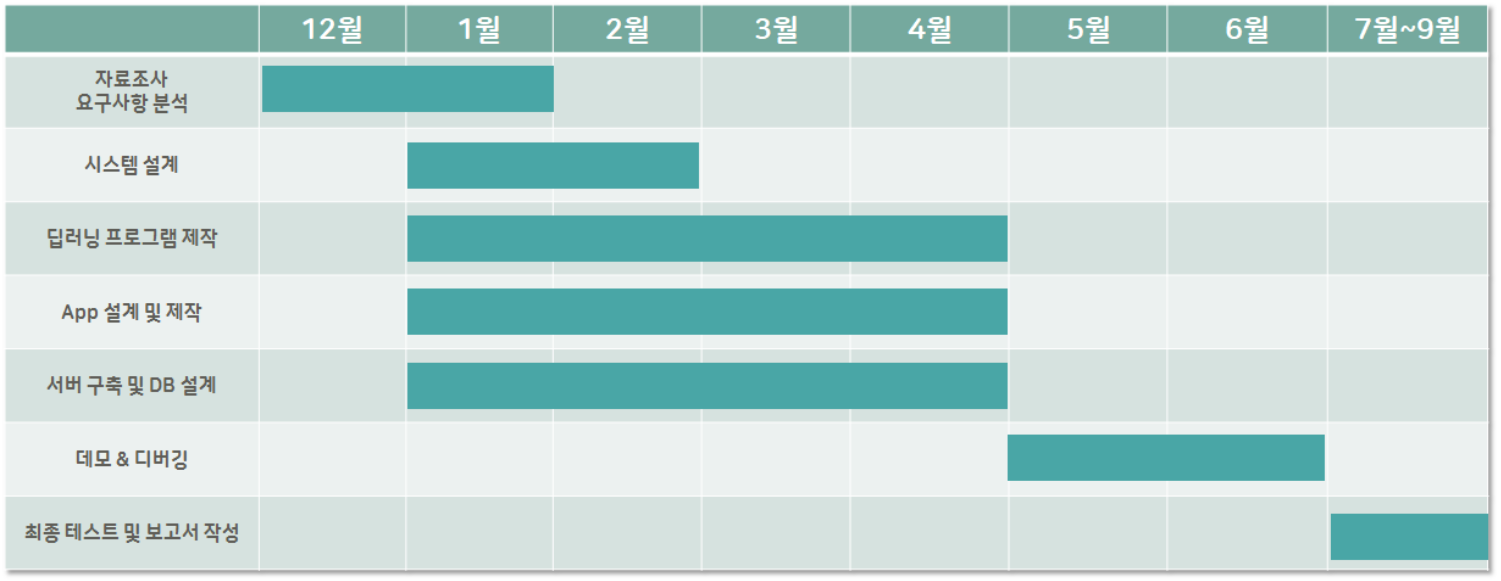 12월 1월 2월 3월 4월 5월 6월 7월~9월
자료조사
요구사항 분석
시스템 설계
딥러닝 프로그램 제작
App 설계 및 제작
서버 구축 및 DB 설계
데모 & 디버깅
최종 테스트 및 보고서 작성